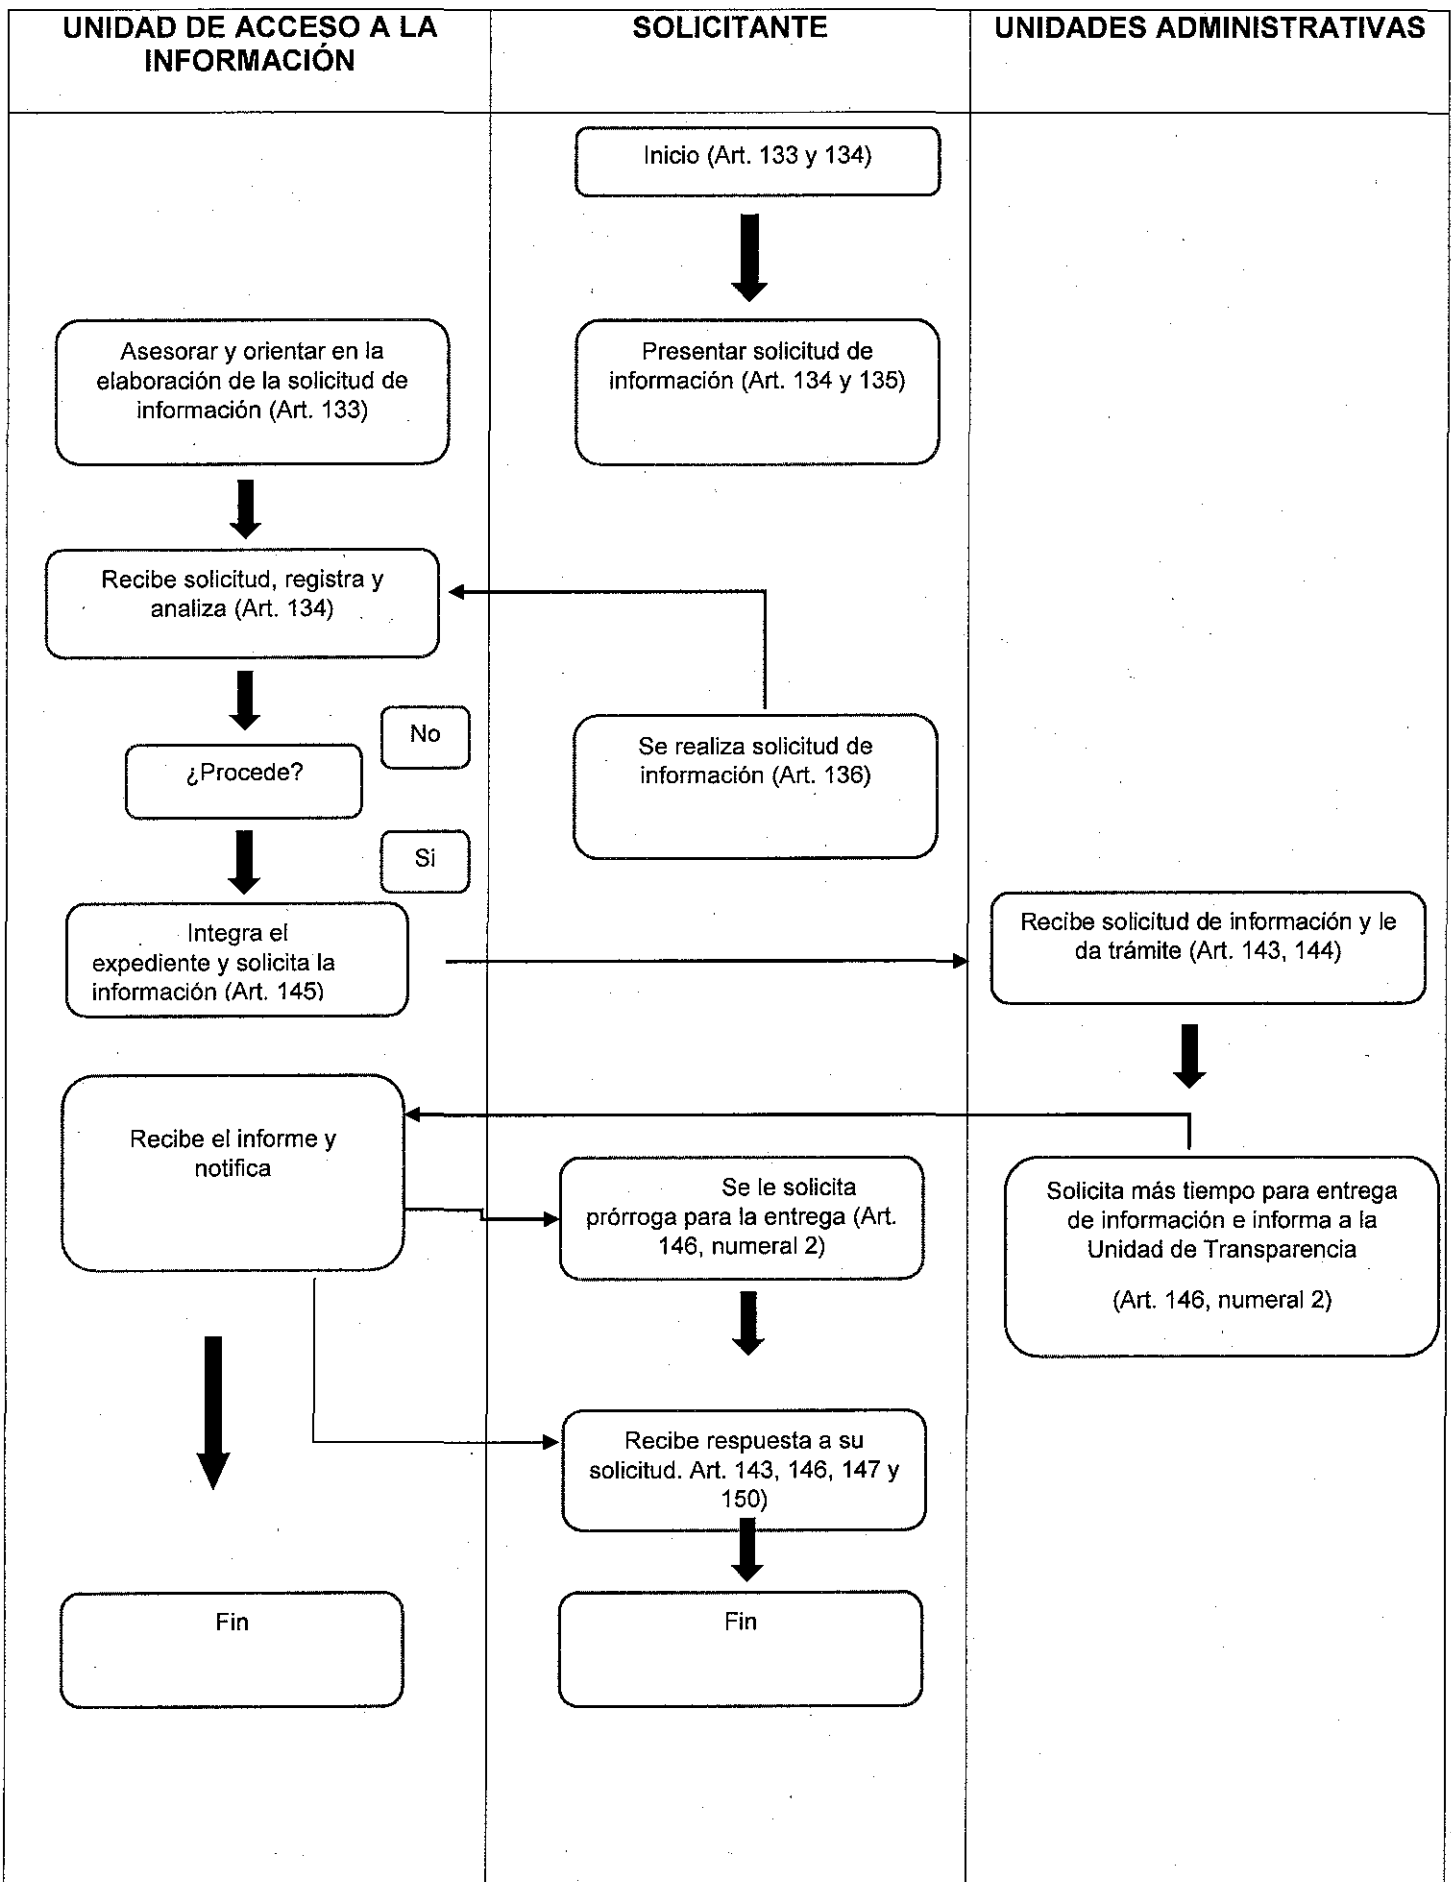 UNIDAD DE ACCESO A LA
INFORMACIÓN
SOLICITANTE
UNIDADES ADMINISTRATIVAS
Inicio (Art. 133 y 134)
Asesorar y orientar en la
elaboración de la solicitud de
información (Art. 133)
Presentar solicitud de
información (Art. 134 y 135)
Recibe solicitud, registra y
analiza (Art. 134)
No
¿Procede?
Se realiza solicitud de
información (Art. 136)
Si
Integra el
expediente y solicita la
información (Art. 145)
Recibe solicitud de información y le
da trámite (Art. 143, 144)
Recibe el informe y
notifica
Se le solicita
prórroga para la entrega (Art.
146, numeral 2)
Solicita más tiempo para entrega
de información e informa a la
Unidad de Transparencia
(Art. 146, numeral 2)
Recibe respuesta a su
solicitud. Art. 143, 146, 147 y
150)
Fin
Fin